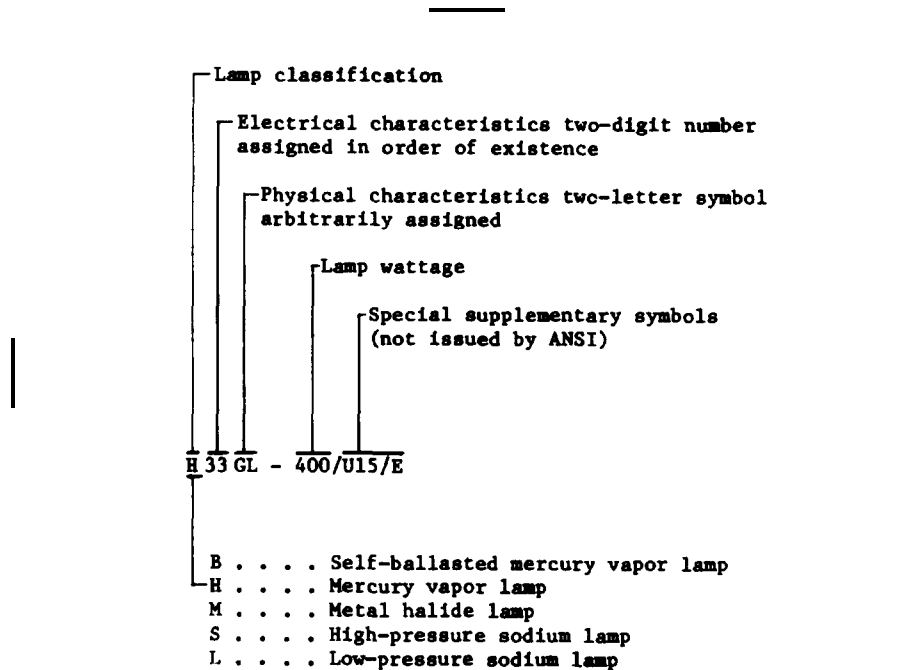 Lamp classification
Electrical characteristics two-digit number
assigned in order of existence
Physical characteristics two-letter symbol
arbitrarily assigned
Lamp wattage
Special supplementary symbols
(not issued by ANSI)
H 33 GL - 400/U15/E
B . . . . Self-ballasted mercury vapor lamp
H . . . . Mercury vapor lamp
M . . . . Metal halide lamp
S . . . . High-pressure sodium lamp
L . . . . Low-pressure sodium lamp